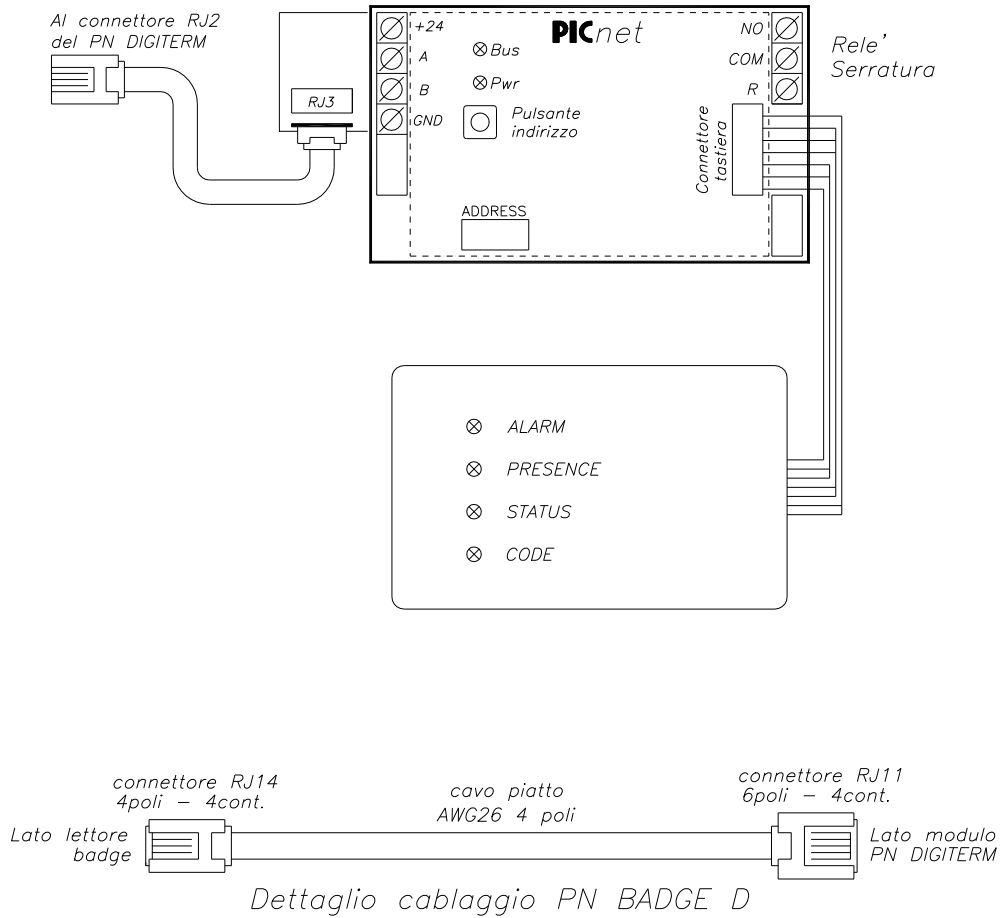 Al connettore RJ2
del PN DIGITERM
RJ3
+24
A
B
GND
Bus
Pwr
Pulsante
indirizzo
ADDRESS
PICnet
NO
COM
R
Connettore
tastiera
Rele'
Serratura
ALARM
PRESENCE
STATUS
CODE
connettore RJ14
4poli – 4cont.
Lato lettore
badge
cavo piatto
AWG26 4 poli
connettore RJ11
6poli – 4cont.
Lato modulo
PN DIGITERM
Dettaglio cablaggio PN BADGE D